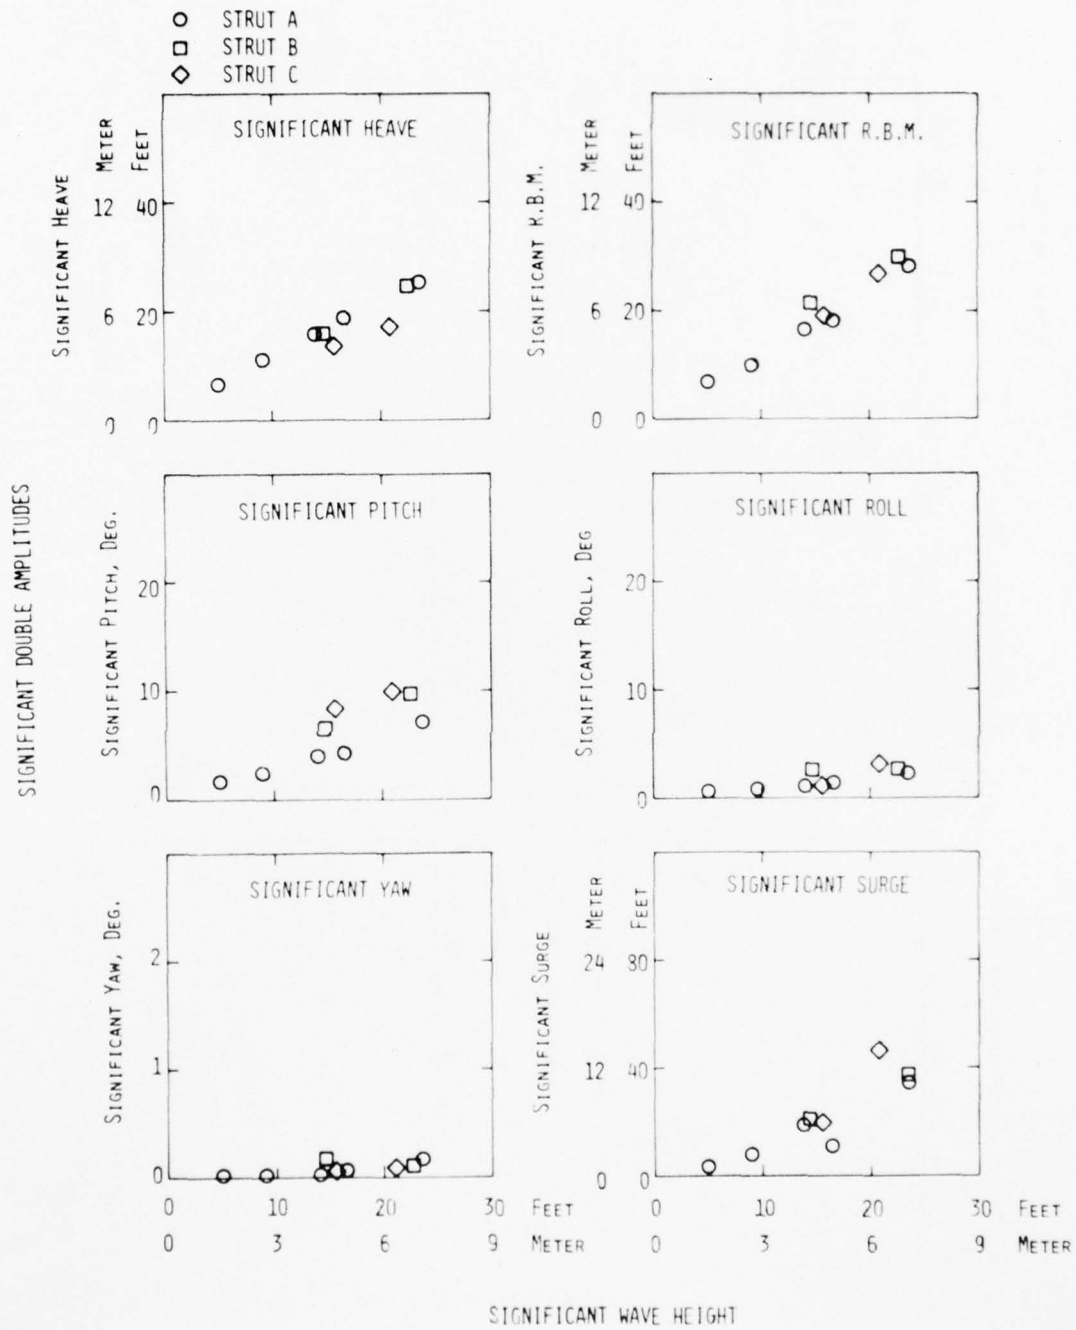 STRUT A
STRUT B
STRUT C
SIGNIFICANT DOUBLE AMPLITUDES
SIGNIFICANT HEAVE
SIGNIFICANT HEAVE
METER
FEET
12 40
6 20
0 0
SIGNIFICANT R.B.M.
SIGNIFICANT R.B.M.
METER
FEET
12 40
6 20
0 0
SIGNIFICANT PITCH
SIGNIFICANT PITCH, DEG.
20
10
0
SIGNIFICANT ROLL
SIGNIFICANT ROLL, DEG
20
10
0
SIGNIFICANT YAW
SIGNIFICANT YAW, DEG.
2
1
0
0 10 20 30 FEET
0 3 6 9 METER
SIGNIFICANT SURGE
SIGNIFICANT SURGE
METER
FEET
24 80
12 40
0 0
0 10 20 30 FEET
0 3 6 9 METER
SIGNIFICANT WAVE HEIGHT